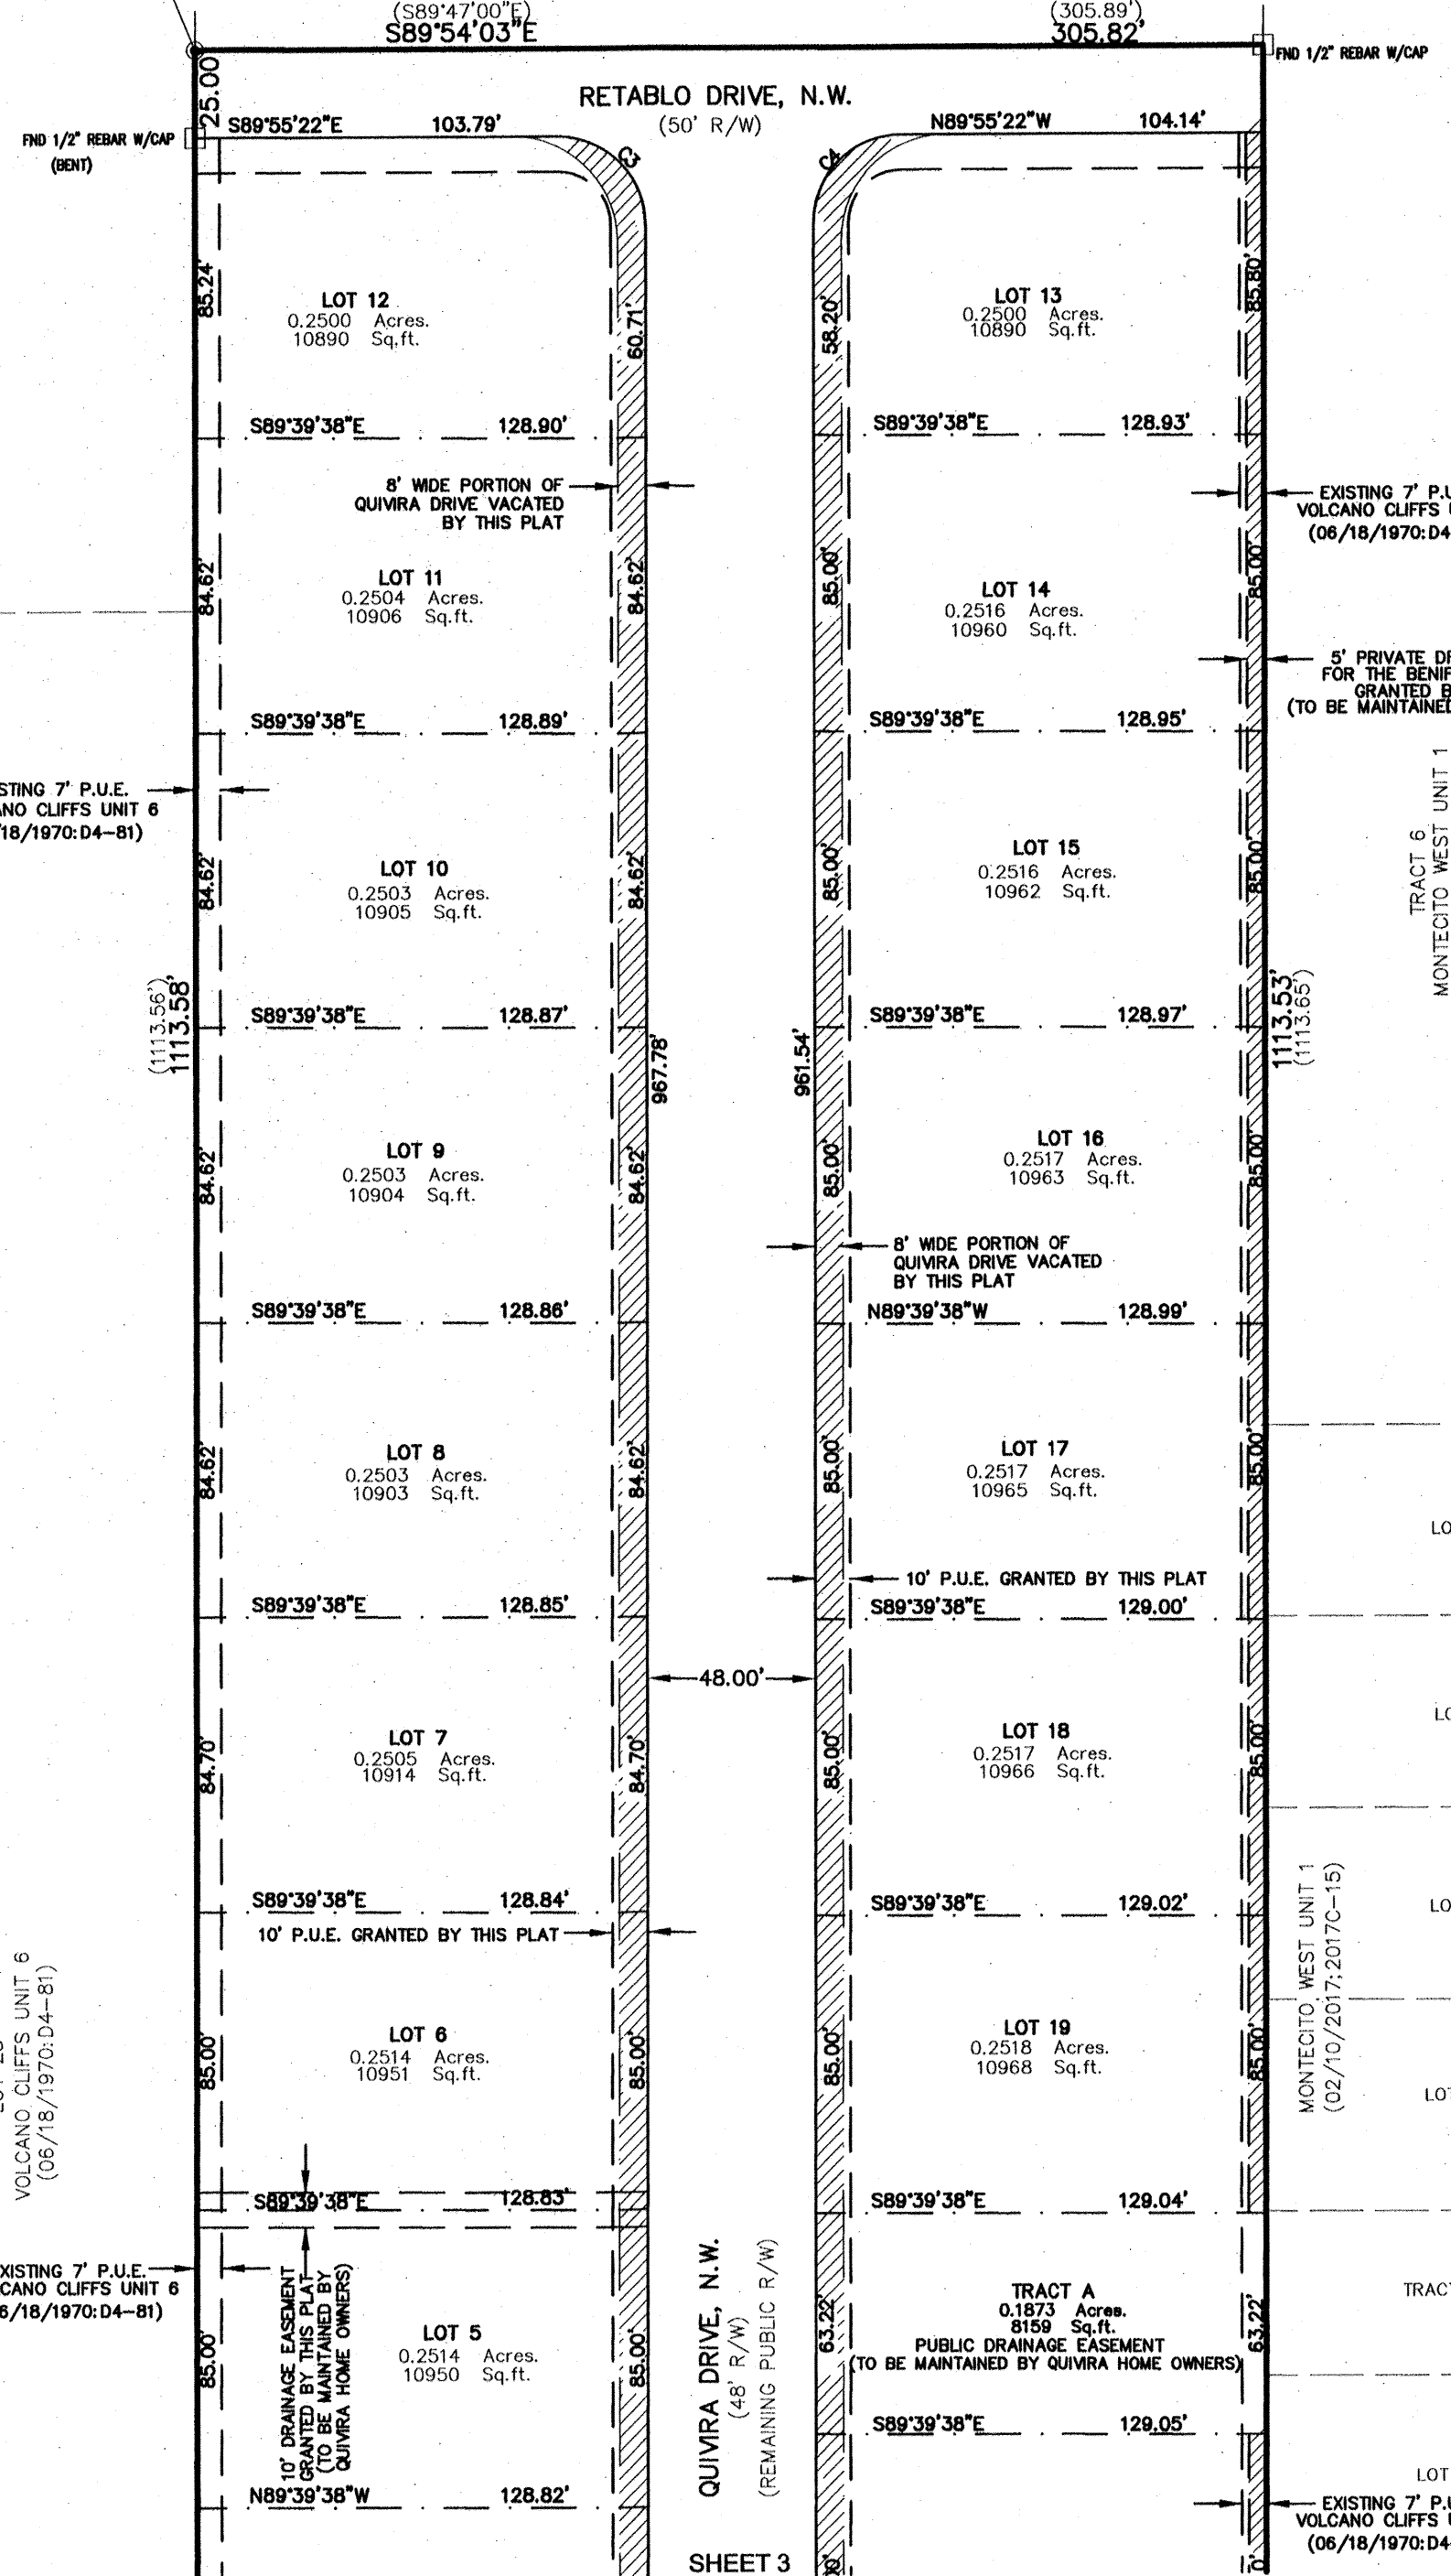 (S89°47'00"E)
S89°54'03"E
(305.89')
305.82'
FND 1/2" REBAR W/CAP
25.00'
RETABLO DRIVE, N.W.
(50' R/W)
S89°55'22"E 103.79'
N89°55'22"W 104.14'
FND 1/2" REBAR W/CAP
(BENT)
C3
C4
85.24'
LOT 12
0.2500 Acres.
10890 Sq.ft.
60.71'
58.20'
LOT 13
0.2500 Acres.
10890 Sq.ft.
85.80'
S89°39'38"E 128.90'
S89°39'38"E 128.93'
8' WIDE PORTION OF
QUIVIRA DRIVE VACATED
BY THIS PLAT
EXISTING 7' P.U
VOLCANO CLIFFS
(06/18/1970:D4
84.62'
LOT 11
0.2504 Acres.
10906 Sq.ft.
84.62'
85.00'
LOT 14
0.2516 Acres.
10960 Sq.ft.
85.00'
5' PRIVATE
FOR THE
GRANTED
(TO BE MAINTAINED
S89°39'38"E 128.89'
S89°39'38"E 128.95'
STING 7' P.U.E.
NO CLIFFS UNIT 6
18/1970:D4-81)
84.62'
LOT 10
0.2503 Acres.
10905 Sq.ft.
84.62'
85.00'
LOT 15
0.2516 Acres.
10962 Sq.ft.
85.00'
TRACT 6
MONTECITO WEST UNIT 1
S89°39'38"E 128.87'
S89°39'38"E 128.97'
(1113.56')
1113.58'
967.78'
961.54'
1113.53'
(1113.65')
84.62'
LOT 9
0.2503 Acres.
10904 Sq.ft.
84.62'
85.00'
LOT 16
0.2517 Acres.
10963 Sq.ft.
85.00'
8' WIDE PORTION OF
QUIVIRA DRIVE VACATED
BY THIS PLAT
S89°39'38"E 128.86'
N89°39'38"W 128.99'
84.62'
LOT 8
0.2503 Acres.
10903 Sq.ft.
84.62'
85.00'
LOT 17
0.2517 Acres.
10965 Sq.ft.
85.00'
LO
10' P.U.E. GRANTED BY THIS PLAT
S89°39'38"E 128.85'
S89°39'38"E 129.00'
48.00'
84.70'
LOT 7
0.2505 Acres.
10914 Sq.ft.
84.70'
85.00'
LOT 18
0.2517 Acres.
10966 Sq.ft.
85.00'
LO
S89°39'38"E 128.84'
S89°39'38"E 129.02'
LO
10' P.U.E. GRANTED BY THIS PLAT
VOLCANO CLIFFS UNIT 6
(06/18/1970:D4-81)
85.00'
LOT 6
0.2514 Acres.
10951 Sq.ft.
85.00'
85.00'
LOT 19
0.2518 Acres.
10968 Sq.ft.
85.00'
MONTECITO WEST UNIT 1
(02/10/2017;2017C-15)
LOT
S89°39'38"E 128.83'
S89°39'38"E 129.04'
XISTING 7' P.U.E.
CANO CLIFFS UNIT 6
6/18/1970:D4-81)
85.00'
10' DRAINAGE EASEMENT
GRANTED BY THIS PLAT
(TO BE MAINTAINED BY
QUIVIRA HOME OWNERS)
LOT 5
0.2514 Acres.
10950 Sq.ft.
85.00'
QUIVIRA DRIVE, N.W.
(48' R/W)
(REMAINING PUBLIC R/W)
63.22'
TRACT A
0.1873 Acres.
8159 Sq.ft.
PUBLIC DRAINAGE EASEMENT
(TO BE MAINTAINED BY QUIVIRA HOME OWNERS)
63.22'
TRAC
S89°39'38"E 129.05'
N89°39'38"W 128.82'
LOT
EXISTING 7' P.U
VOLCANO CLIFFS
(06/18/1970:D4
SHEET 3